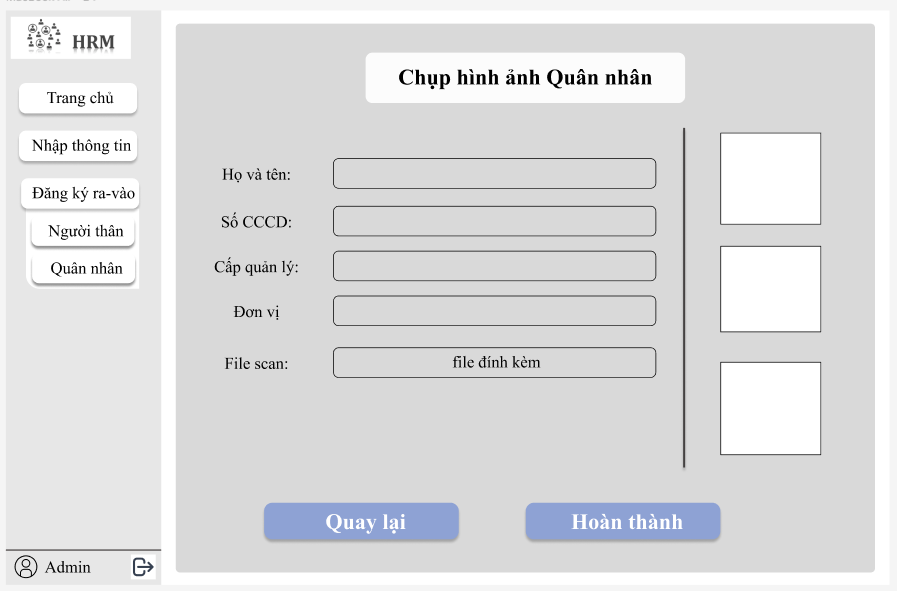 HRM
Trang chủ
Nhập thông tin
Đăng ký ra-vào
Người thân
Quân nhân
Admin
Chụp hình ảnh Quân nhân
Họ và tên:
Số CCCD:
Cấp quản lý:
Đơn vị
File scan:
file đính kèm
Quay lại
Hoàn thành